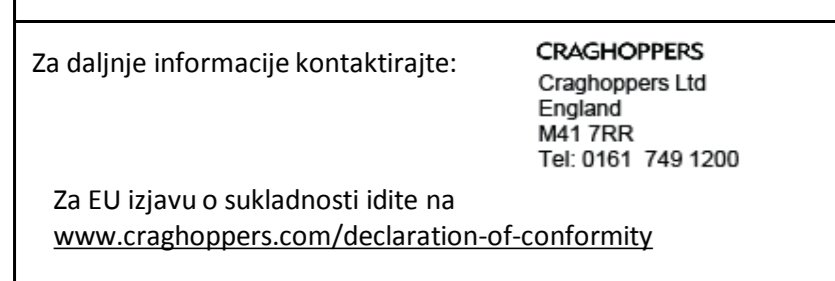 Za daljnje informacije kontaktirajte:
CRAGHOPPERS
Craghoppers Ltd
England
M41 7RR
Tel: 0161 749 1200
Za EU izjavu o sukladnosti idite na
www.craghoppers.com/declaration-of-conformity